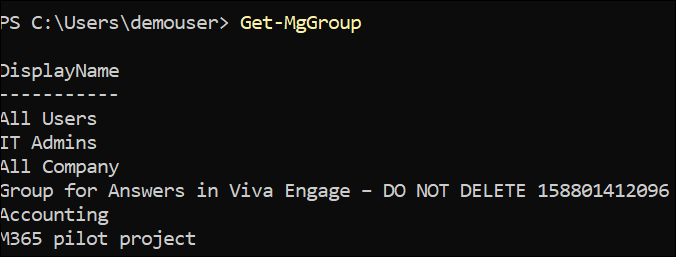 PS C:\Users\demouser> Get-MgGroup
DisplayName
-----------
All Users
IT Admins
All Company
Group for Answers in Viva Engage – DO NOT DELETE 158801412096
Accounting
M365 pilot project